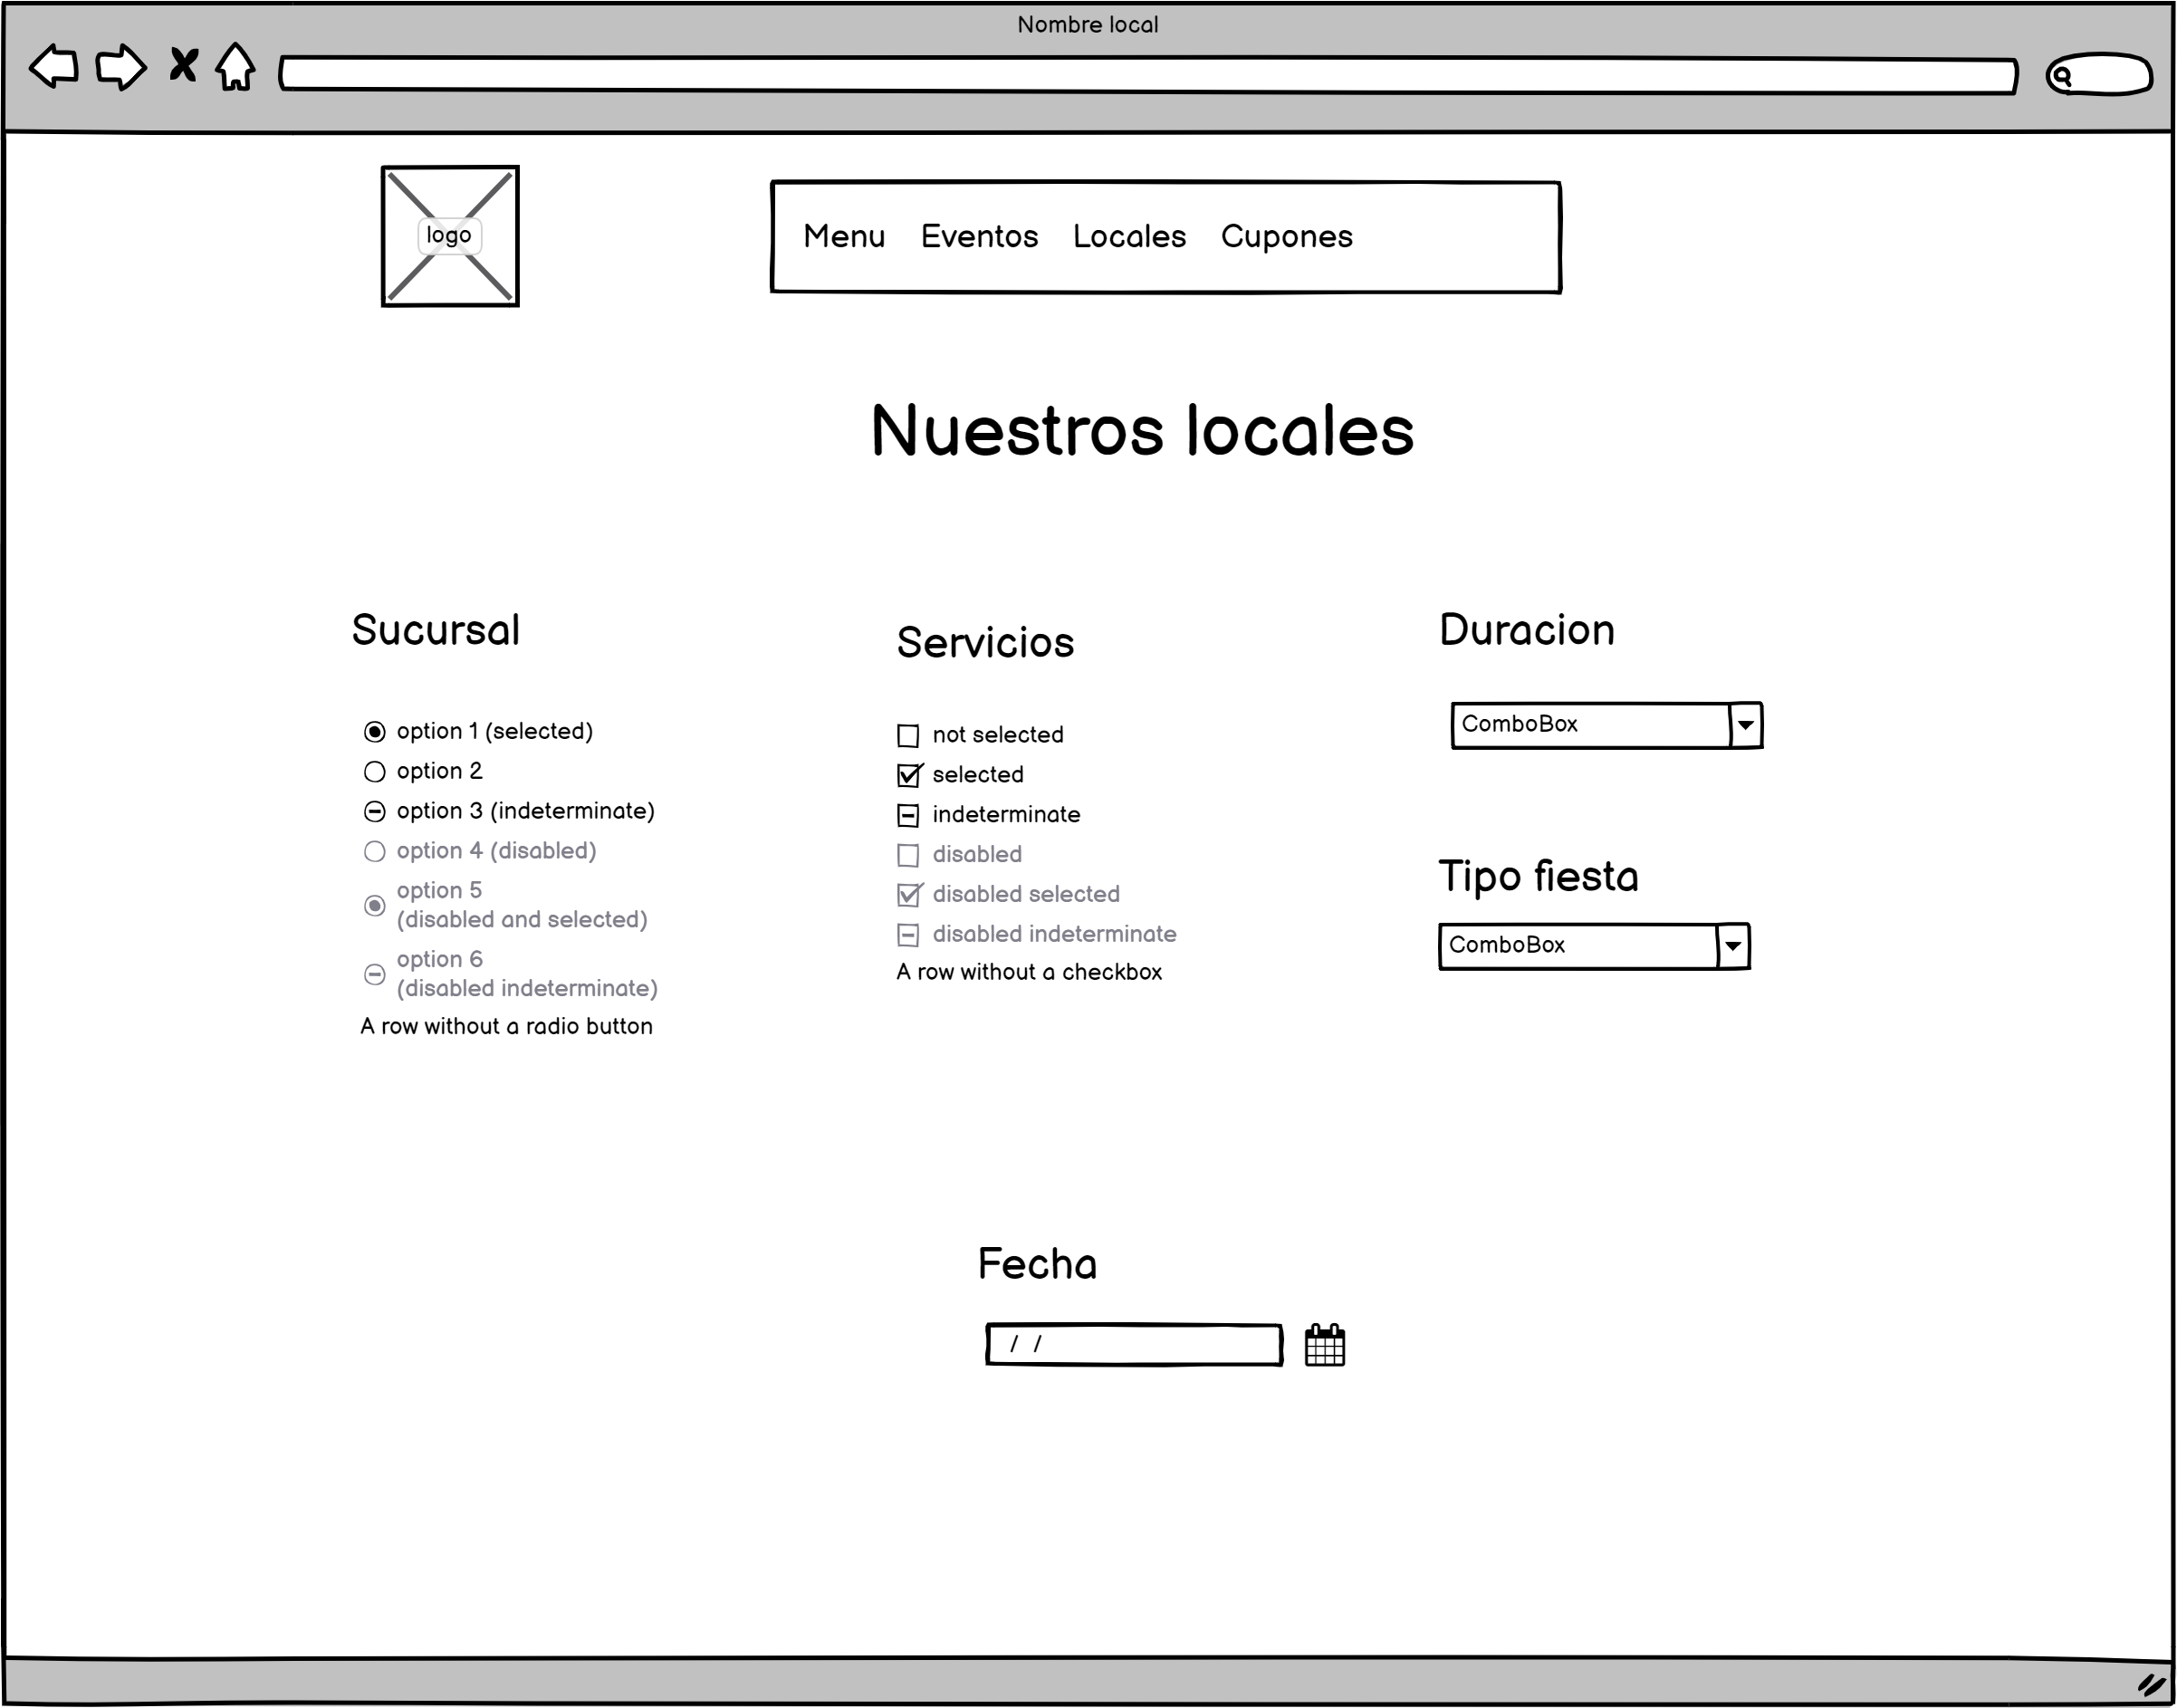 Nombre local
logo
Menu Eventos Locales Cupones
Nuestros locales
Sucursal
option 1 (selected)
option 2
option 3 (indeterminate)
option 4 (disabled)
option 5
(disabled and selected)
option 6
(disabled indeterminate)
A row without a radio button
Servicios
not selected
selected
indeterminate
disabled
disabled selected
disabled indeterminate
A row without a checkbox
Duracion
ComboBox
Tipo fiesta
ComboBox
Fecha
/ /